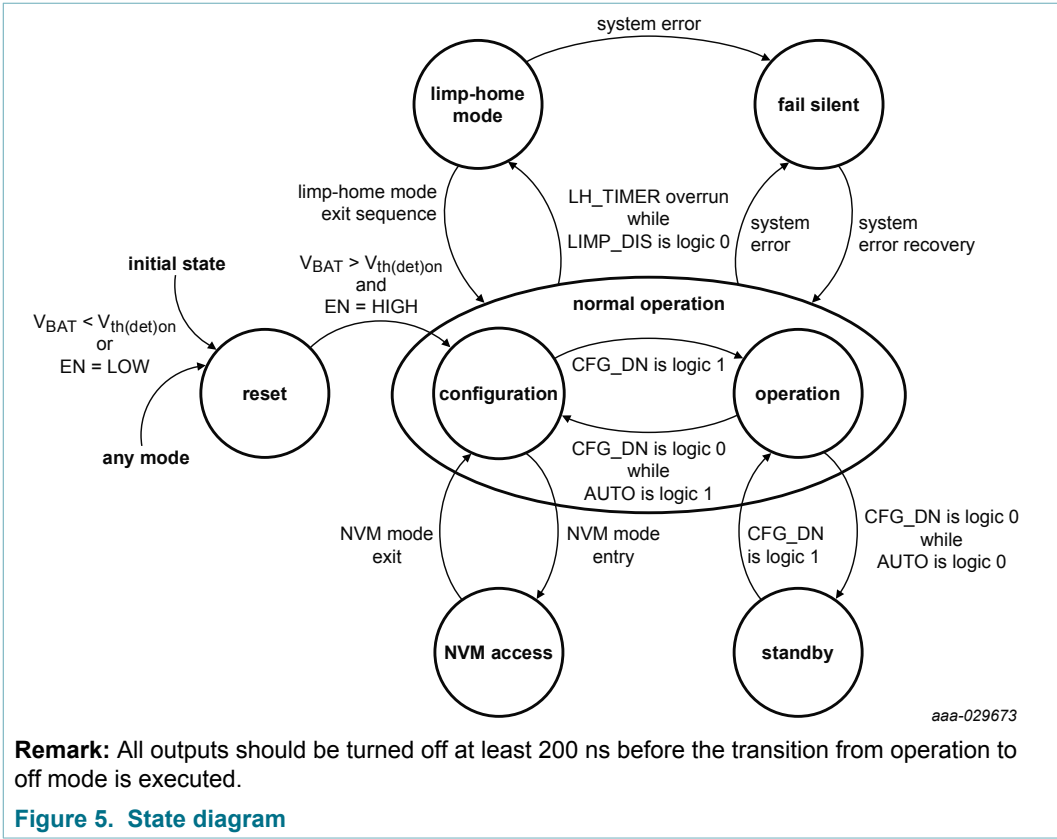 system error
limp-home
mode
fail silent
limp-home mode
exit sequence
LH_TIMER overrun
while
LIMP_DIS is logic 0
system
error
system
error recovery
initial state
VBAT > Vth(det)on
and
EN = HIGH
normal operation
VBAT < Vth(det)on
or
EN = LOW
reset
configuration
CFG_DN is logic 1
operation
any mode
CFG_DN is logic 0
while
AUTO is logic 1
NVM mode
exit
NVM mode
entry
CFG_DN
is logic 1
CFG_DN is logic 0
while
AUTO is logic 0
NVM access
standby
aaa-029673
Remark: All outputs should be turned off at least 200 ns before the transition from operation to
off mode is executed.
Figure 5. State diagram